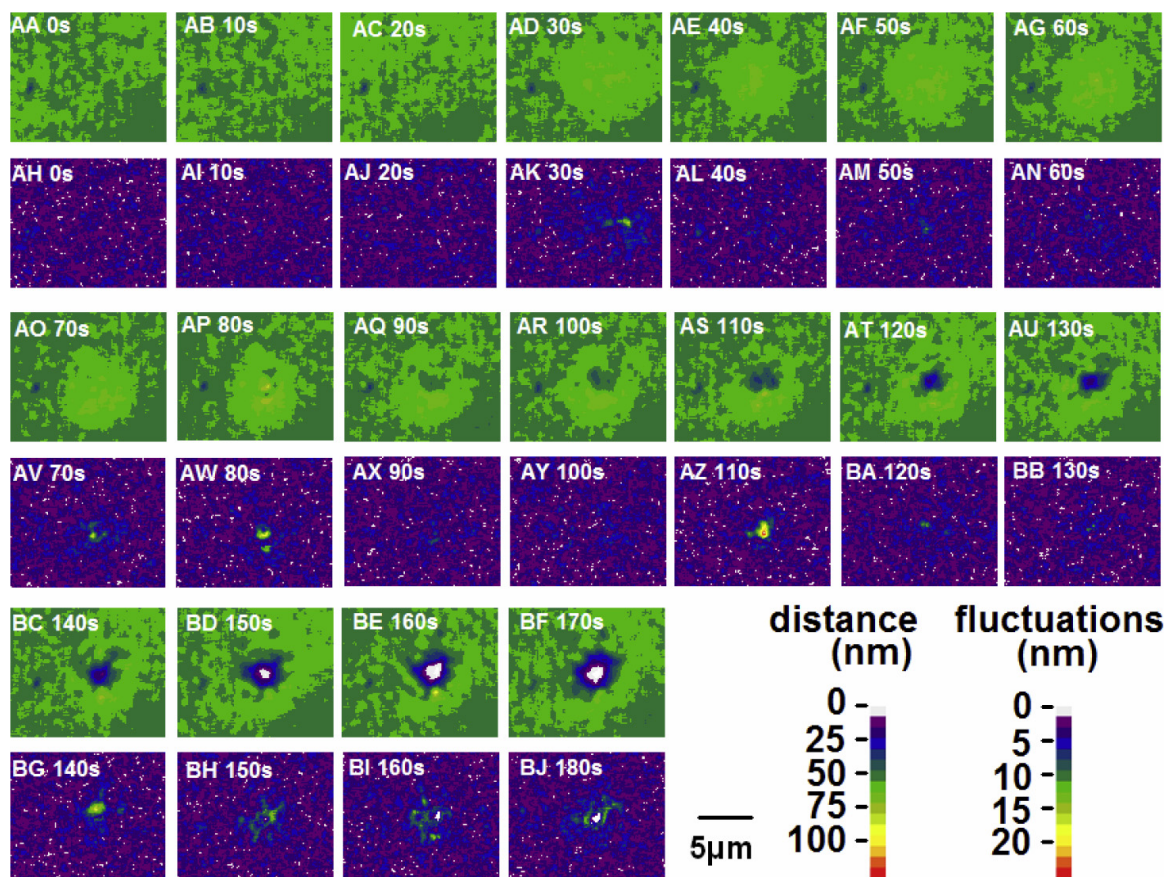 AA 0s AB 10s AC 20s AD 30s AE 40s AF 50s AG 60s
AH 0s AI 10s AJ 20s AK 30s AL 40s AM 50s AN 60s
AO 70s AP 80s AQ 90s AR 100s AS 110s AT 120s AU 130s
AV 70s AW 80s AX 90s AY 100s AZ 110s BA 120s BB 130s
BC 140s BD 150s BE 160s BF 170s
BG 140s BH 150s BI 160s BJ 180s
5μm
distance
(nm)
0
25
50
75
100
fluctuations
(nm)
0
5
10
15
20